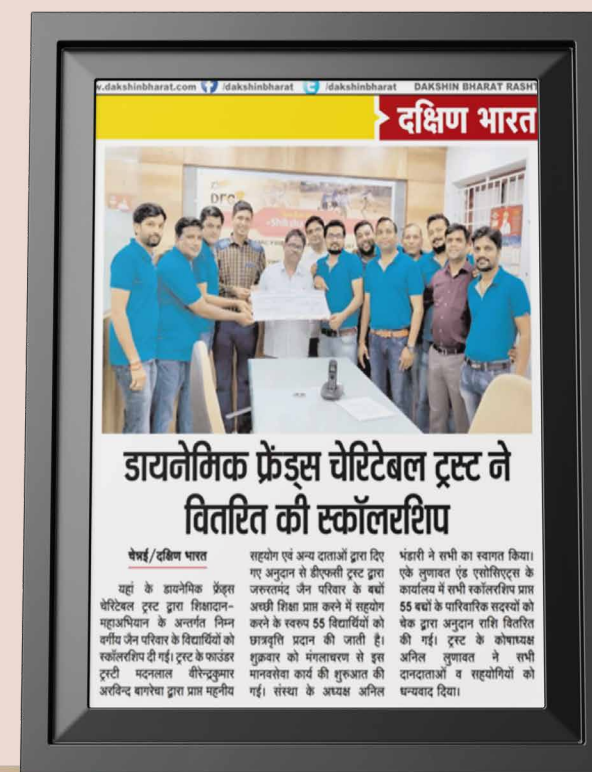 w.dakshinbharat.com /dakshinbharat /dakshinbharat DAKSHIN BHARAT RASHT
दक्षिण भारत
DFC
डायनेमिक फ्रेंड्स चेरिटेबल ट्रस्ट ने
वितरित की स्कॉलरशिप
चेन्नई/दक्षिण भारत
यहां के डायनेमिक फ्रेंड्स
चेरिटेबल ट्रस्ट द्वारा शिक्षादान-
महाअभियान के अन्तर्गत निम्न
वर्गीय जैन परिवार के विद्यार्थियों को
स्कॉलरशिप दी गई। ट्रस्ट के फाउंडर
ट्रस्टी मदनलाल वीरेन्द्रकुमार
अरविन्द बागरेचा द्वारा प्राप्त महनीय
सहयोग एवं अन्य दाताओं द्वारा दिए
गए अनुदान से डीएफसी ट्रस्ट द्वारा
जरुरतमंद जैन परिवार के बच्चों
अच्छी शिक्षा प्राप्त करने में सहयोग
करने के स्वरुप 55 विद्यार्थियों को
छात्रवृत्ति प्रदान की जाती है।
शुक्रवार को मंगलाचरण से इस
मानवसेवा कार्य की शुरुआत की
गई। संस्था के अध्यक्ष अनिल
भंडारी ने सभी का स्वागत किया।
एके लुणावत एंड एसोसिएट्स के
कार्यालय में सभी स्कॉलरशिप प्राप्त
55 बच्चों के पारिवारिक सदस्यों को
चेक द्वारा अनुदान राशि वितरित
की गई। ट्रस्ट के कोषाध्यक्ष
अनिल लुणावत ने सभी
दानदाताओं व सहयोगियों को
धन्यवाद दिया।